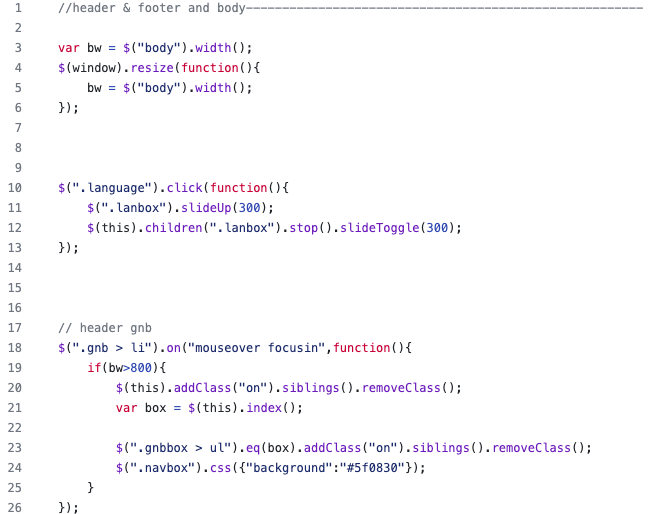 1 //header & footer and body-------------------------------------------------------
2
3 var bw = $("body").width();
4 $(window).resize(function(){
5     bw = $("body").width();
6 });
7
8
9
10 $(".language").click(function(){
11     $(".lanbox").slideUp(300);
12     $(this).children(".lanbox").stop().slideToggle(300);
13 });
14
15
16
17 // header gnb
18 $(".gnb > li").on("mouseover focusin",function(){
19     if(bw>800){
20         $(this).addClass("on").siblings().removeClass();
21         var box = $(this).index();
22
23         $(".gnbbox > ul").eq(box).addClass("on").siblings().removeClass();
24         $(".navbox").css({"background":"#5f0830"});
25     }
26 });